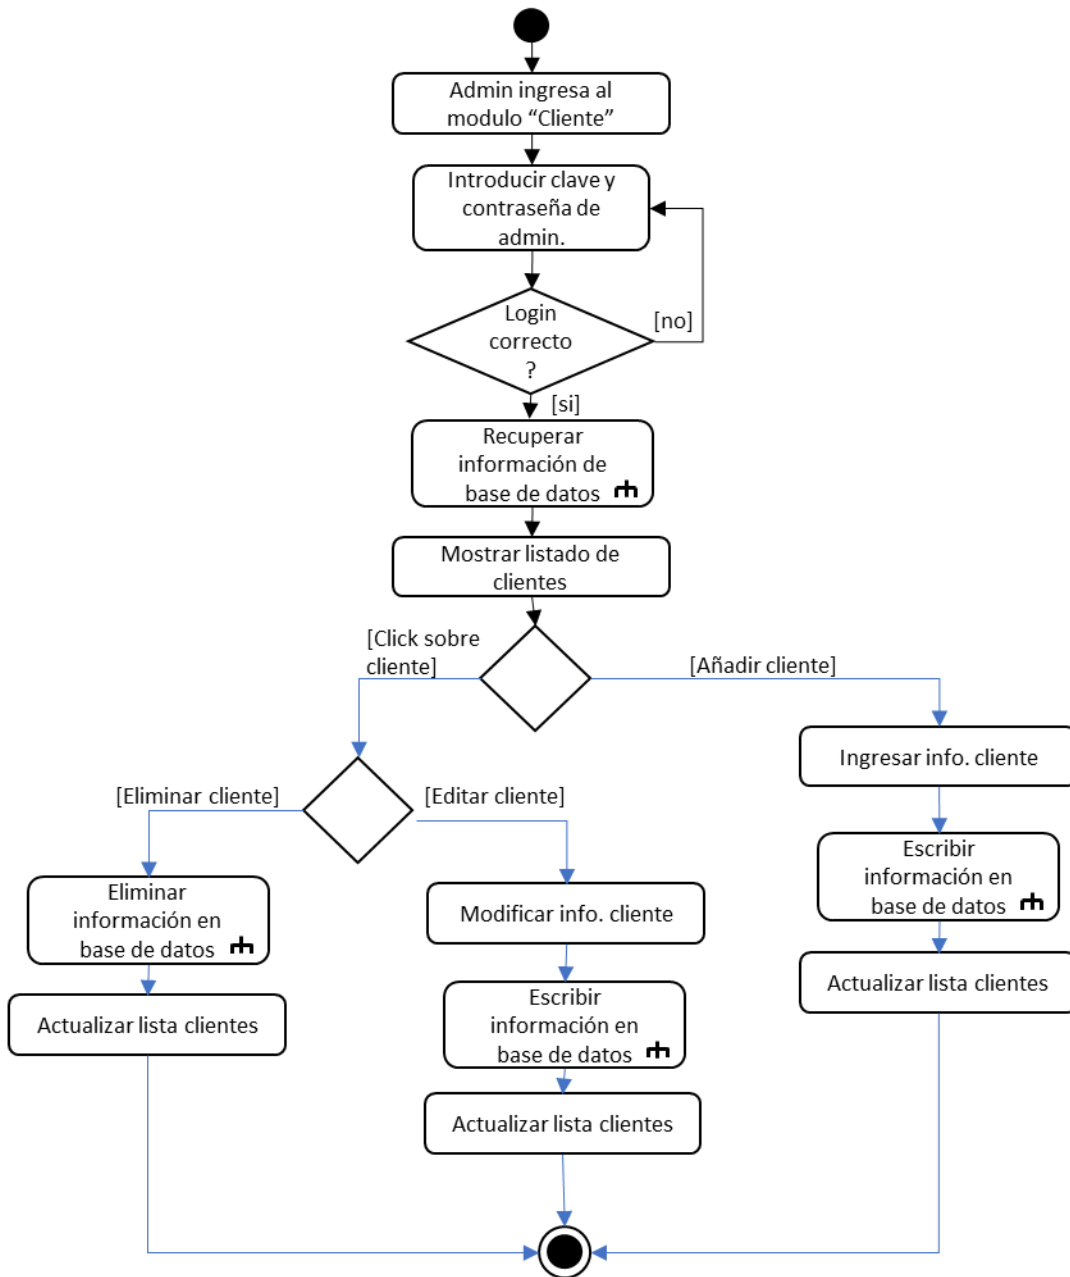 Admin ingresa al
modulo “Cliente”
Introducir clave y
contraseña de
admin.
Login
correcto
?
[no]
[si]
Recuperar
información de
base de datos
Mostrar listado de
clientes
[Click sobre
cliente]
[Añadir cliente]
Ingresar info. cliente
[Eliminar cliente]
[Editar cliente]
Escribir
información en
base de datos
Eliminar
información en
base de datos
Modificar info. cliente
Actualizar lista clientes
Actualizar lista clientes
Escribir
información en
base de datos
Actualizar lista clientes